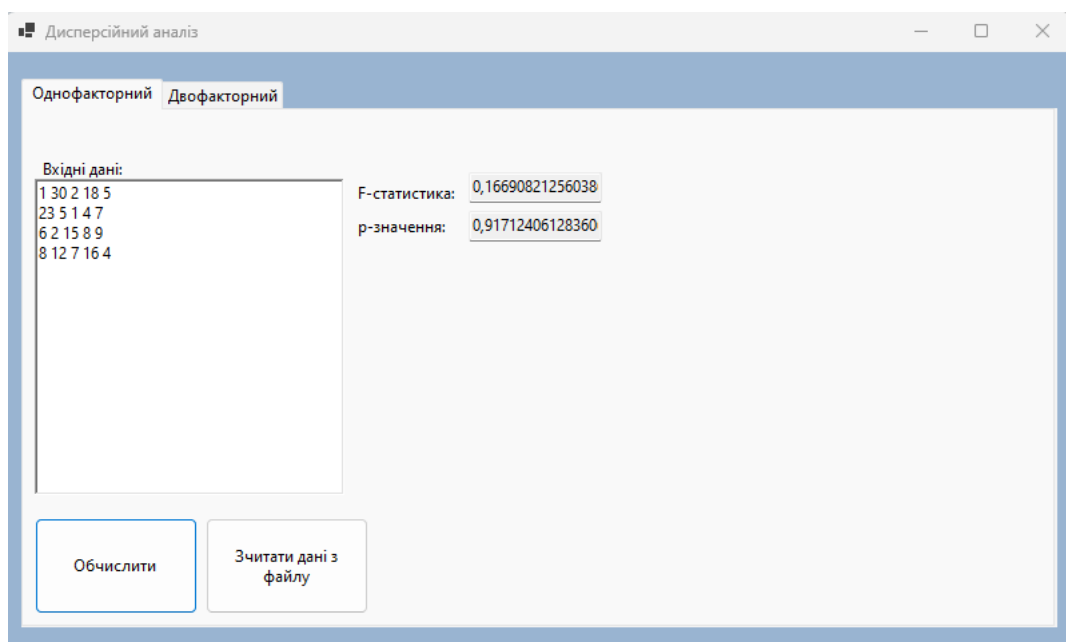 Дисперсійний аналіз
Однофакторний Двофакторний
Вхідні дані:
1 30 2 18 5
23 5 1 4 7
6 2 15 8 9
8 12 7 16 4
F-статистика: 0,16690821256038
p-значення: 0,91712406128360
Обчислити
Зчитати дані з
файлу